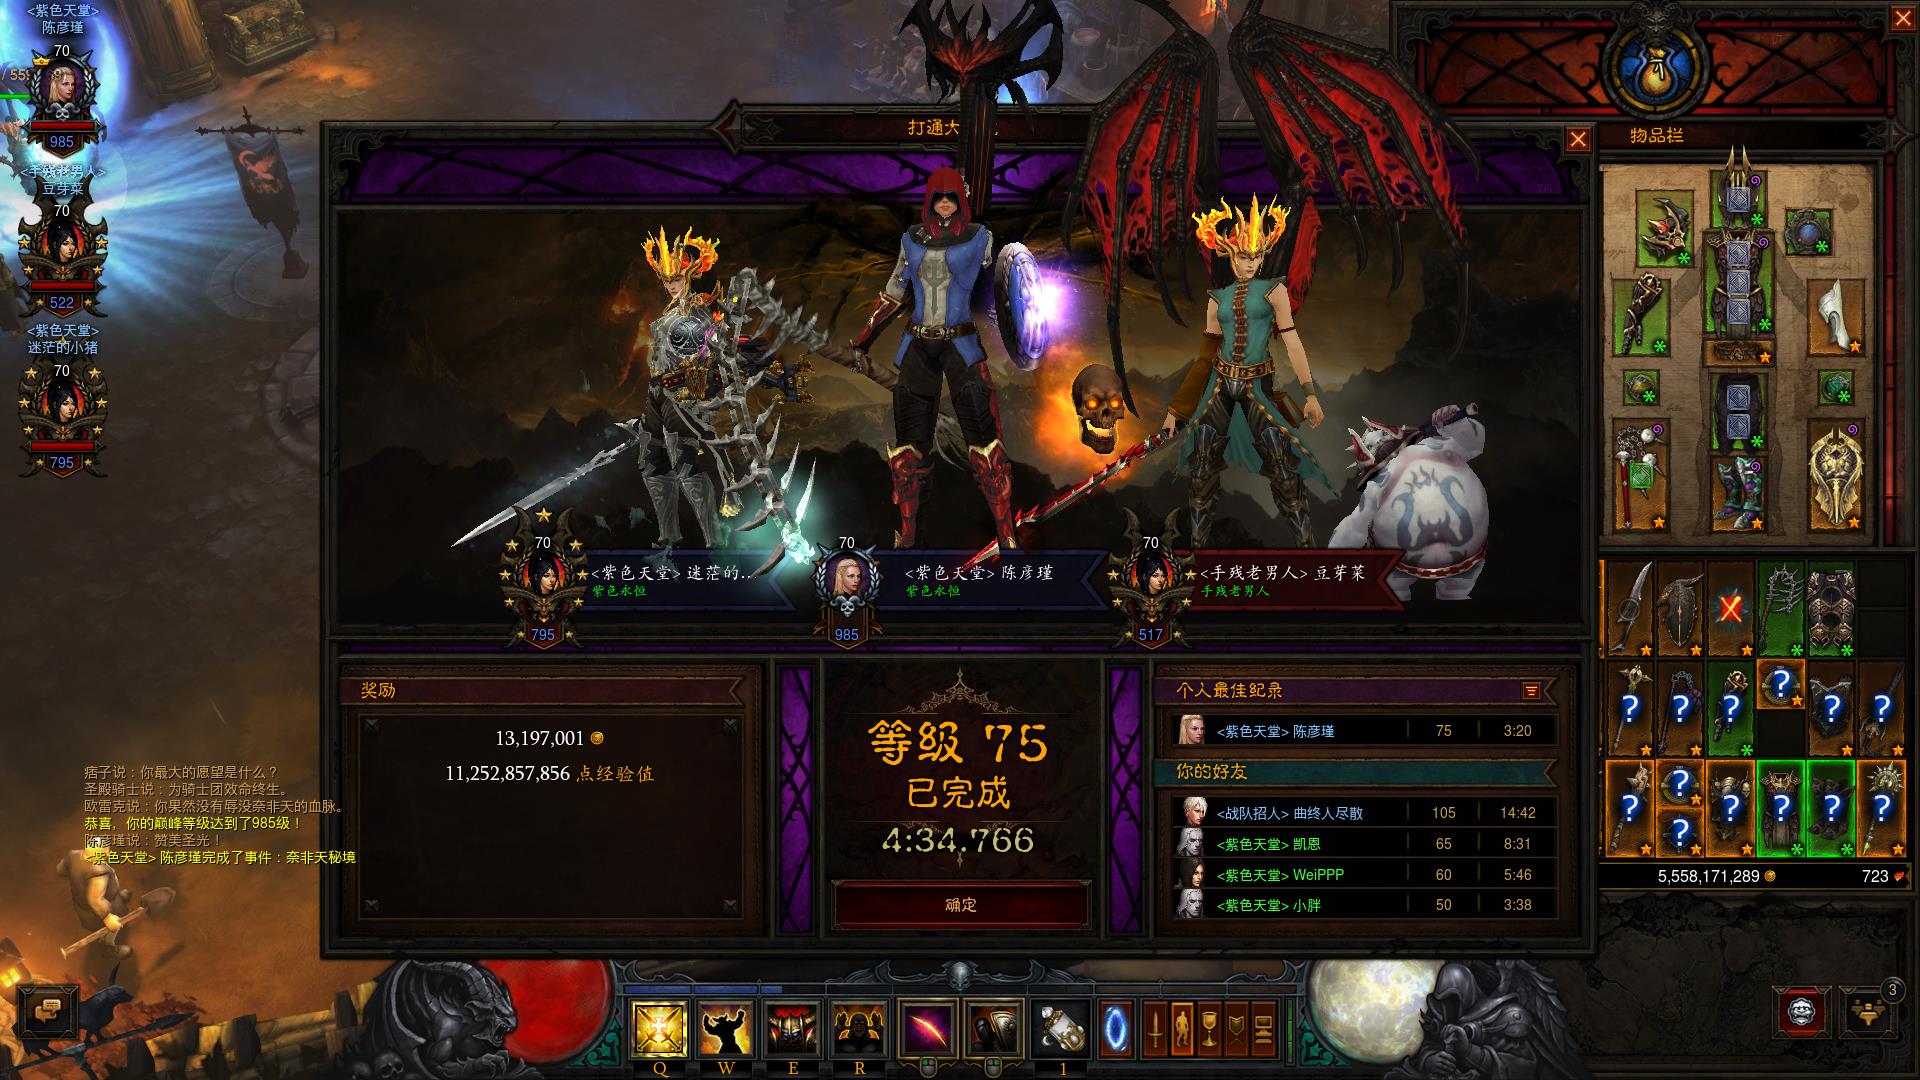 <紫色天堂>
陈彦瑾
70
985
<手残老男人>
豆芽菜
70
522
<紫色天堂>
迷茫的小猪
70
795
打通大
物品栏
70
<紫色天堂> 迷茫的...
紫色永恒
795
70
<紫色天堂> 陈彦瑾
紫色永恒
985
70
<手残老男人> 豆芽菜
手残老男人
517
奖励
13,197,001
11,252,857,856 点经验值
等级 75
已完成
4:34.766
确定
个人最佳纪录
<紫色天堂> 陈彦瑾 75 3:20
你的好友
<战队招人> 曲终人尽散 105 14:42
<紫色天堂> 凯恩 65 8:31
<紫色天堂> WeiPPP 60 5:46
<紫色天堂> 小胖 50 3:38
痞子说：你最大的愿望是什么？
圣殿骑士说：为骑士团效命终生。
欧雷克说：你果然没有辱没奈非天的血脉。
恭喜，你的巅峰等级达到了985级！
陈彦瑾说：赞美圣光！
<紫色天堂> 陈彦瑾完成了事件：奈非天秘境
? ? ? ? ? ?
? ? ? ? ? ?
?
5,558,171,289 723
Q W E R 1
3